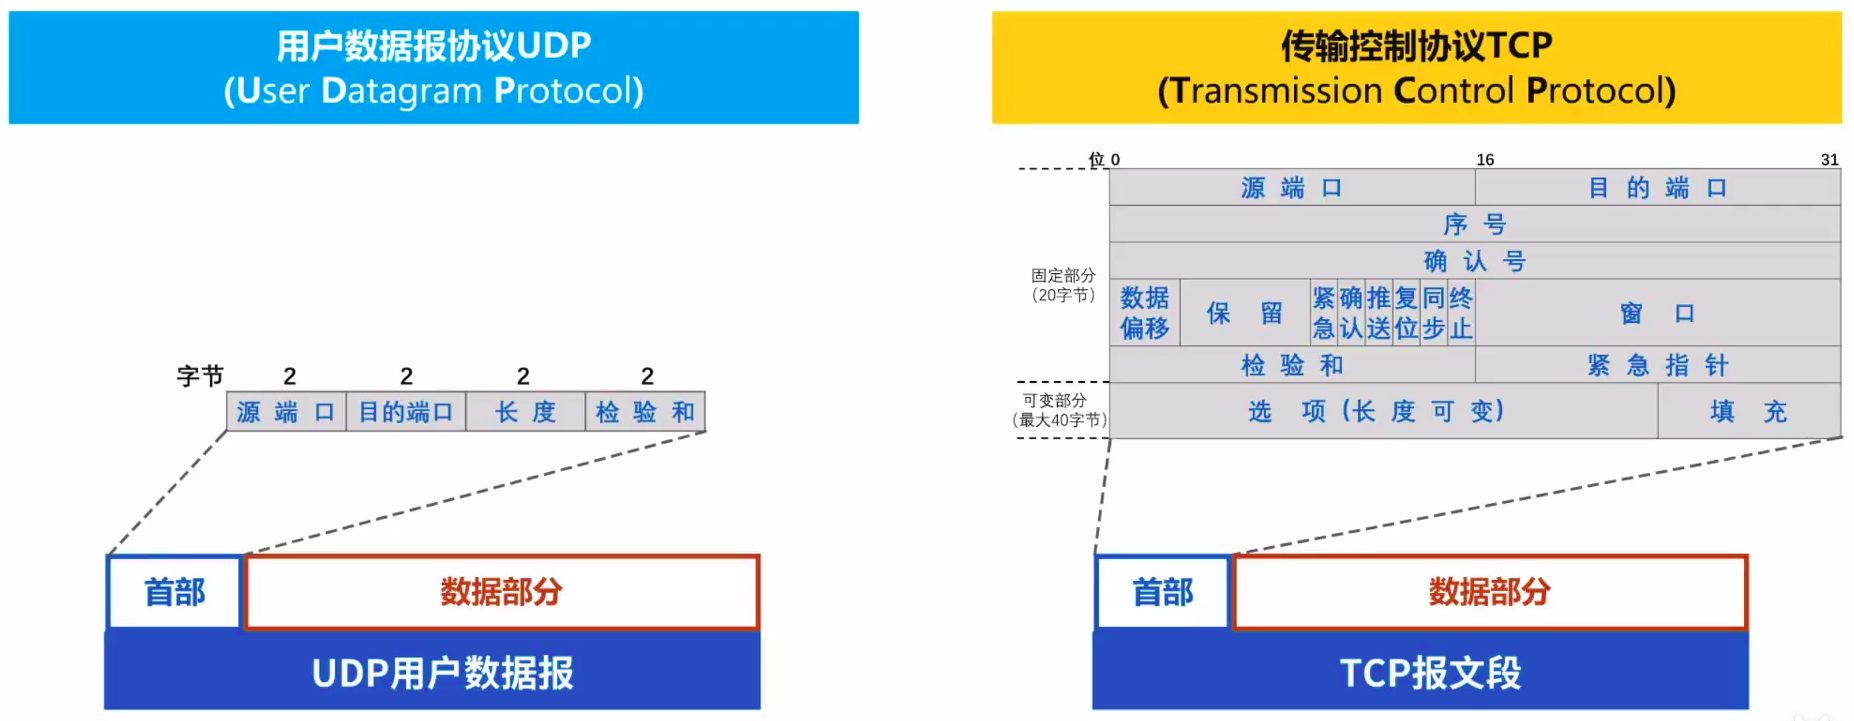 用户数据报协议UDP
(User Datagram Protocol)
字节 2 2 2 2
源端口 目的端口 长度 检验和
首部 数据部分
UDP用户数据报
传输控制协议TCP
(Transmission Control Protocol)
位 0 16 31
源端口 目的端口
序号
确认号
固定部分
（20字节）
数据偏移 保留 紧急 确认 推送 复位 同步 终止 窗口
检验和 紧急指针
可变部分
（最大40字节）
选项(长度可变) 填充
首部 数据部分
TCP报文段